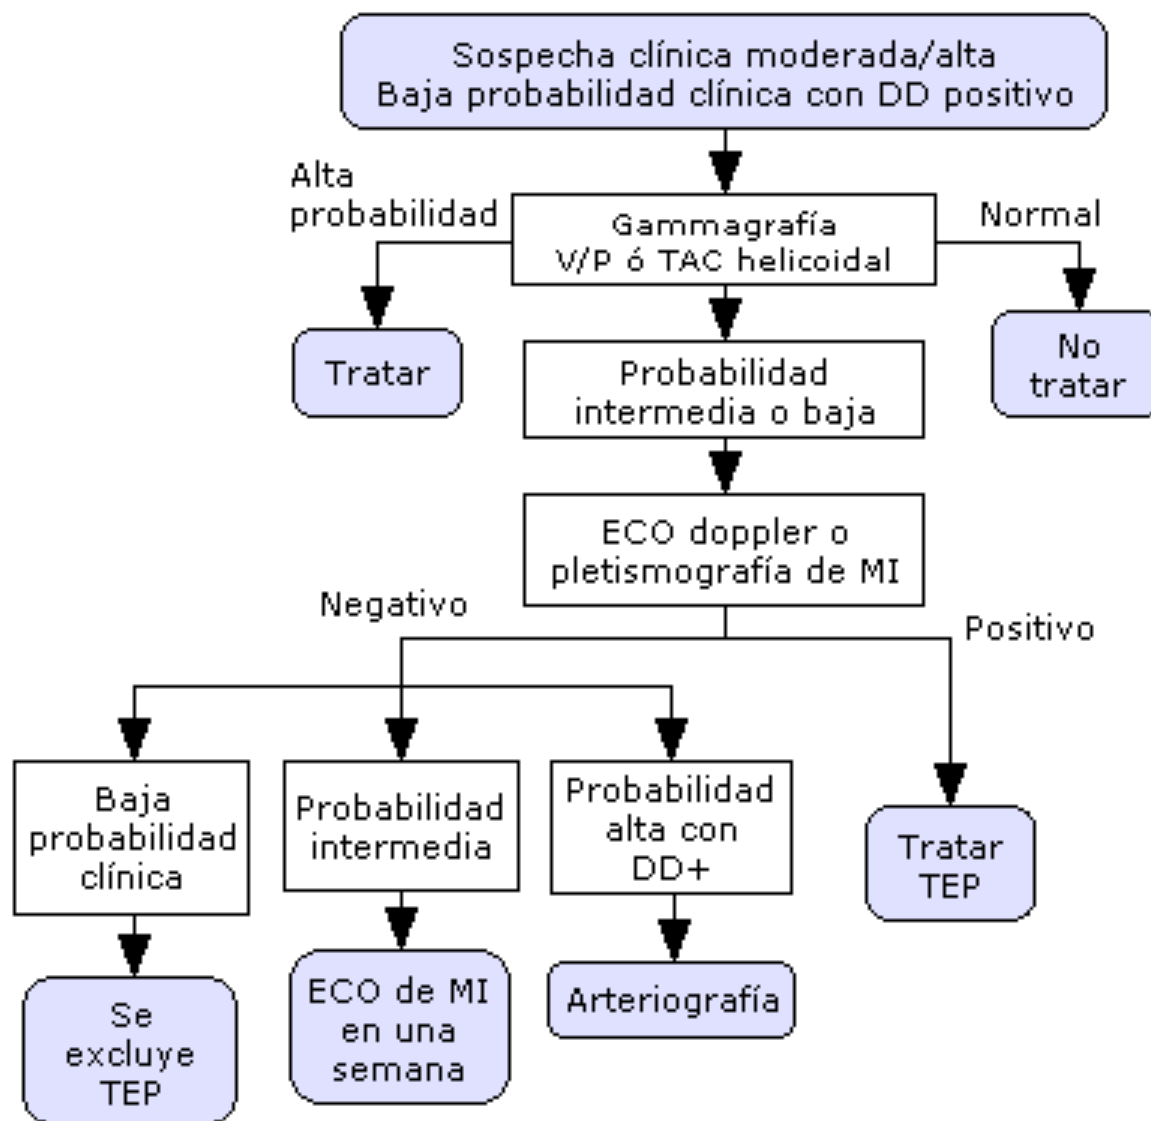 Sospecha clínica moderada/alta
Baja probabilidad clínica con DD positivo
Alta
probabilidad
Gammagrafía
V/P ó TAC helicoidal
Normal
Tratar
Probabilidad
intermedia o baja
No
tratar
ECO doppler o
pletismografía de MI
Negativo
Positivo
Baja
probabilidad
clínica
Probabilidad
intermedia
Probabilidad
alta con
DD+
Tratar
TEP
Se
excluye
TEP
ECO de MI
en una
semana
Arteriografía